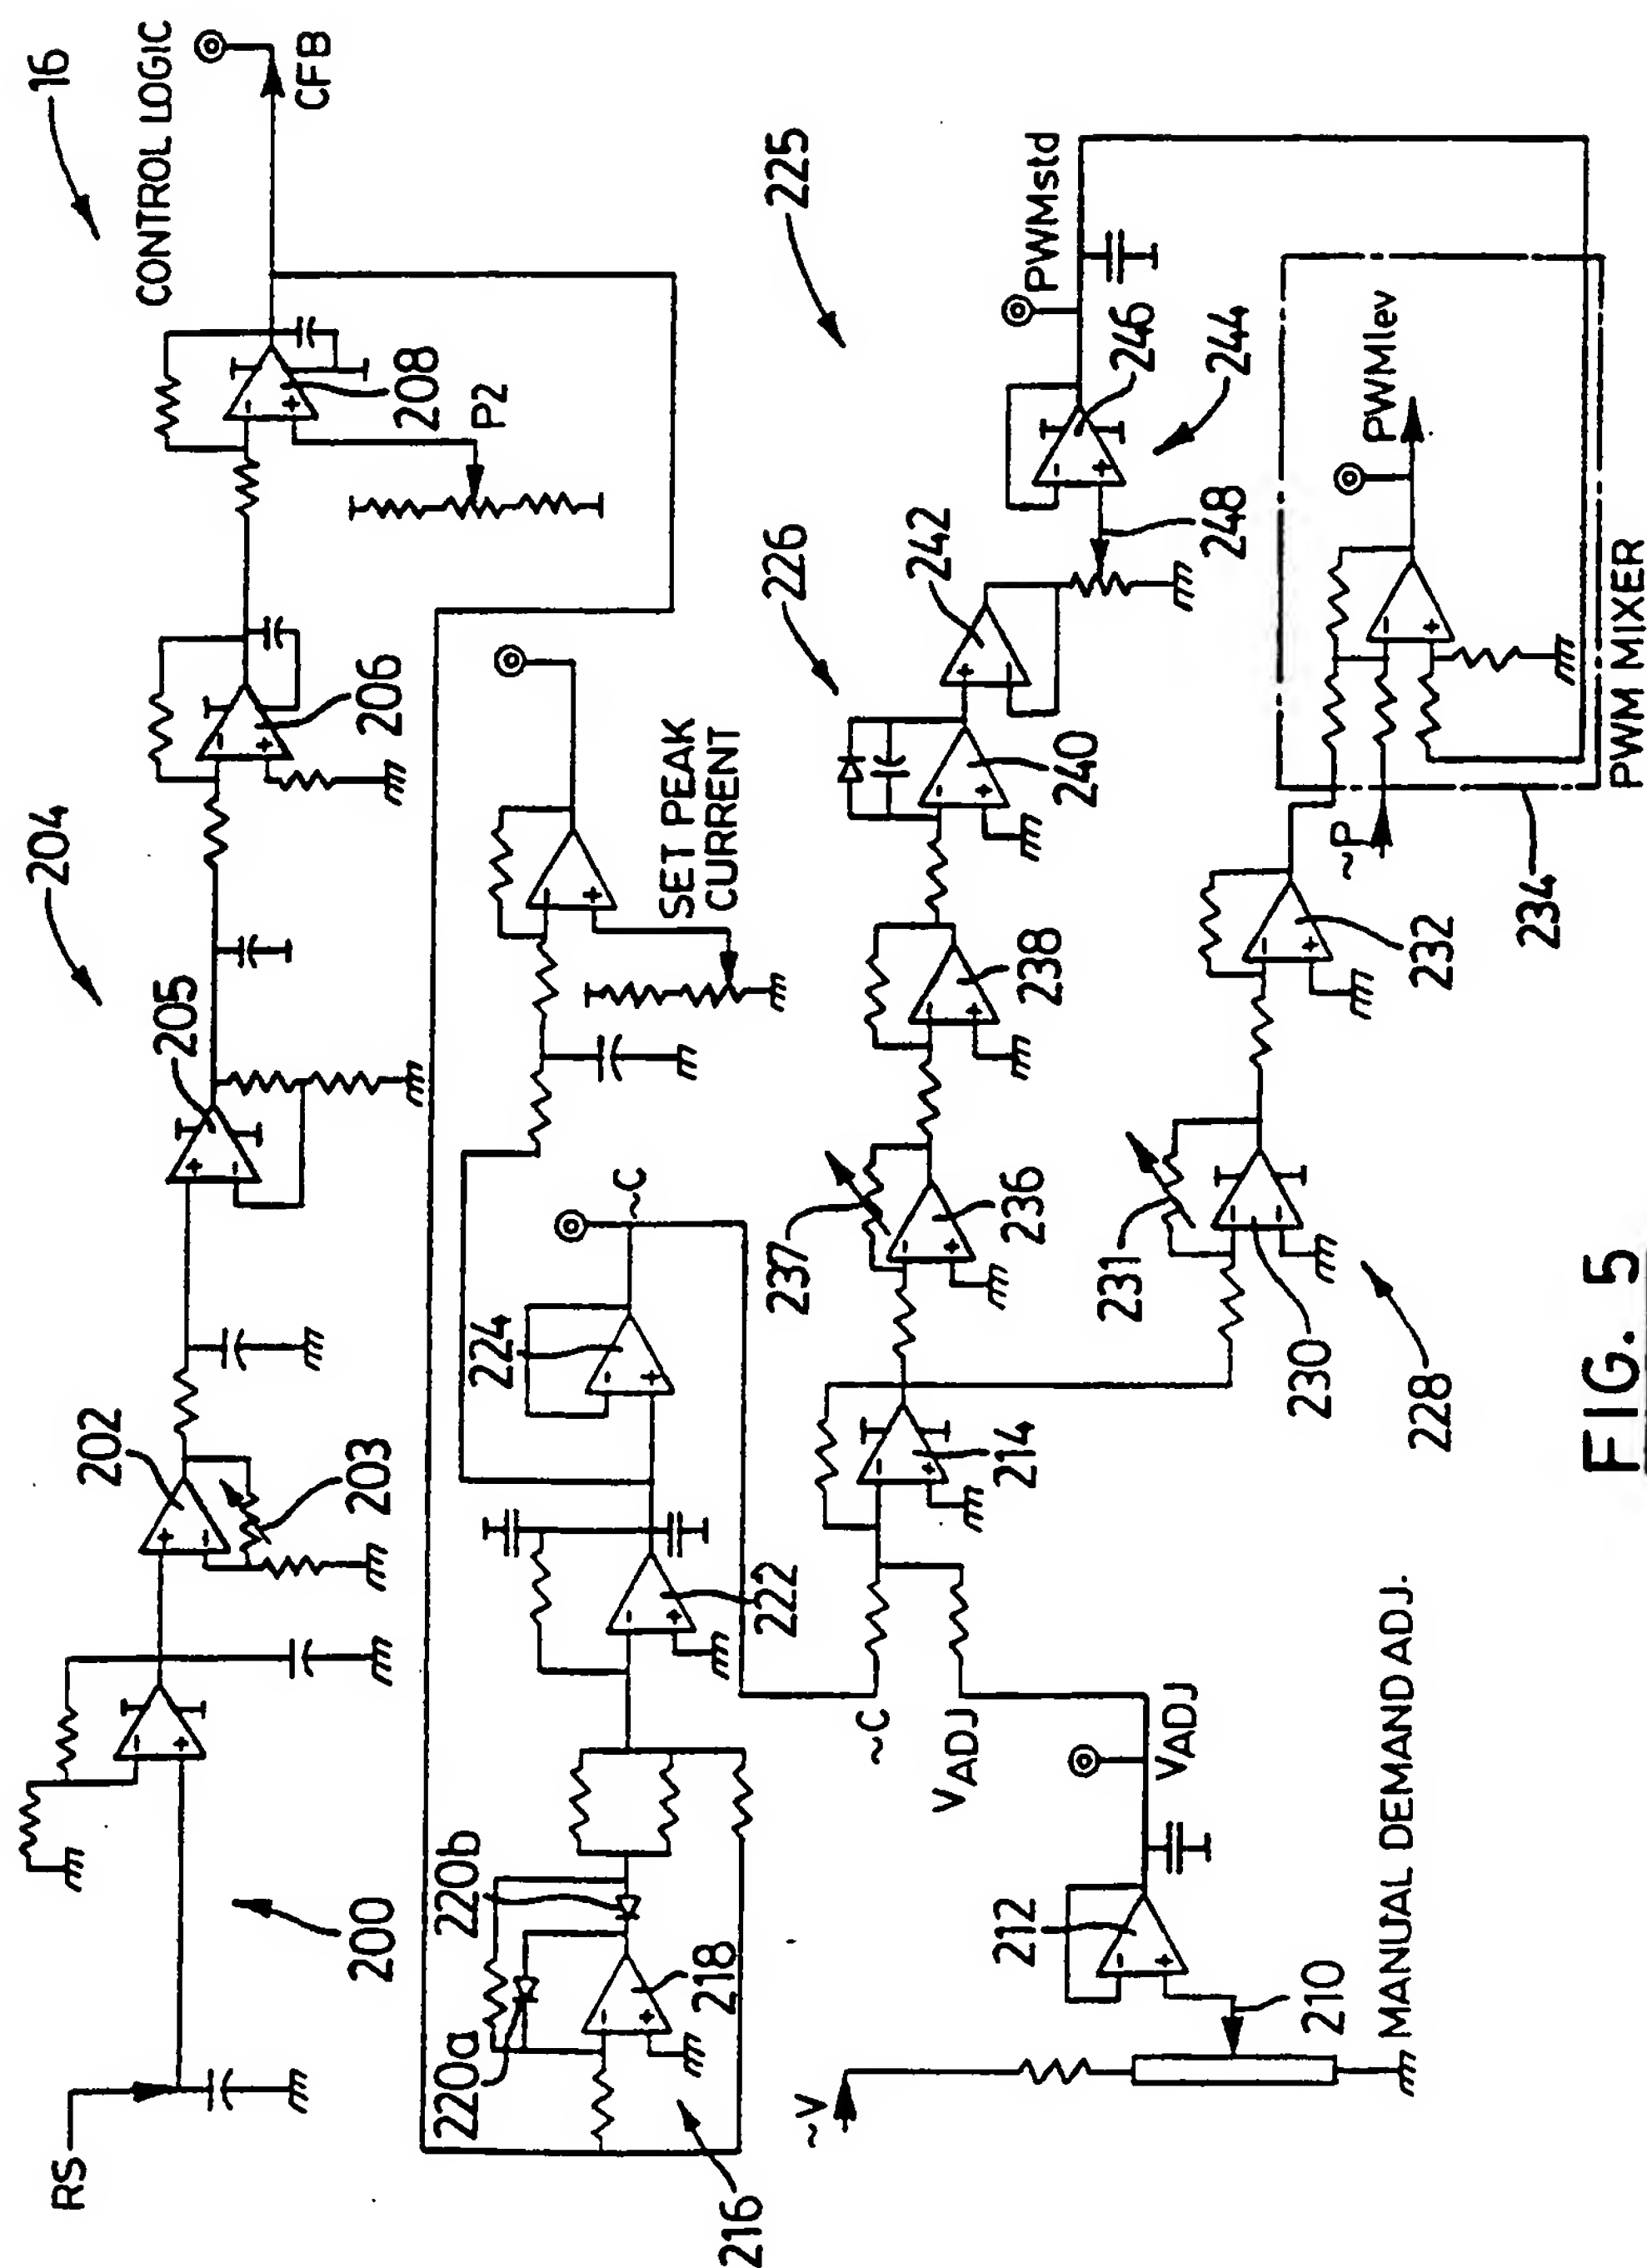 16
CONTROL LOGIC
CFB
RS
200
202
203
204
205
206
208
P2
216
218
220a
220b
222
224
~C
SET PEAK
CURRENT
225
226
~C
VADJ
214
236
237
238
240
242
244
246
248
PWMstd
~V
210
212
VADJ
MANUAL DEMAND ADJ.
228
230
231
232
234
~P
PWMlev
PWM MIXER
- +
FIG. 5